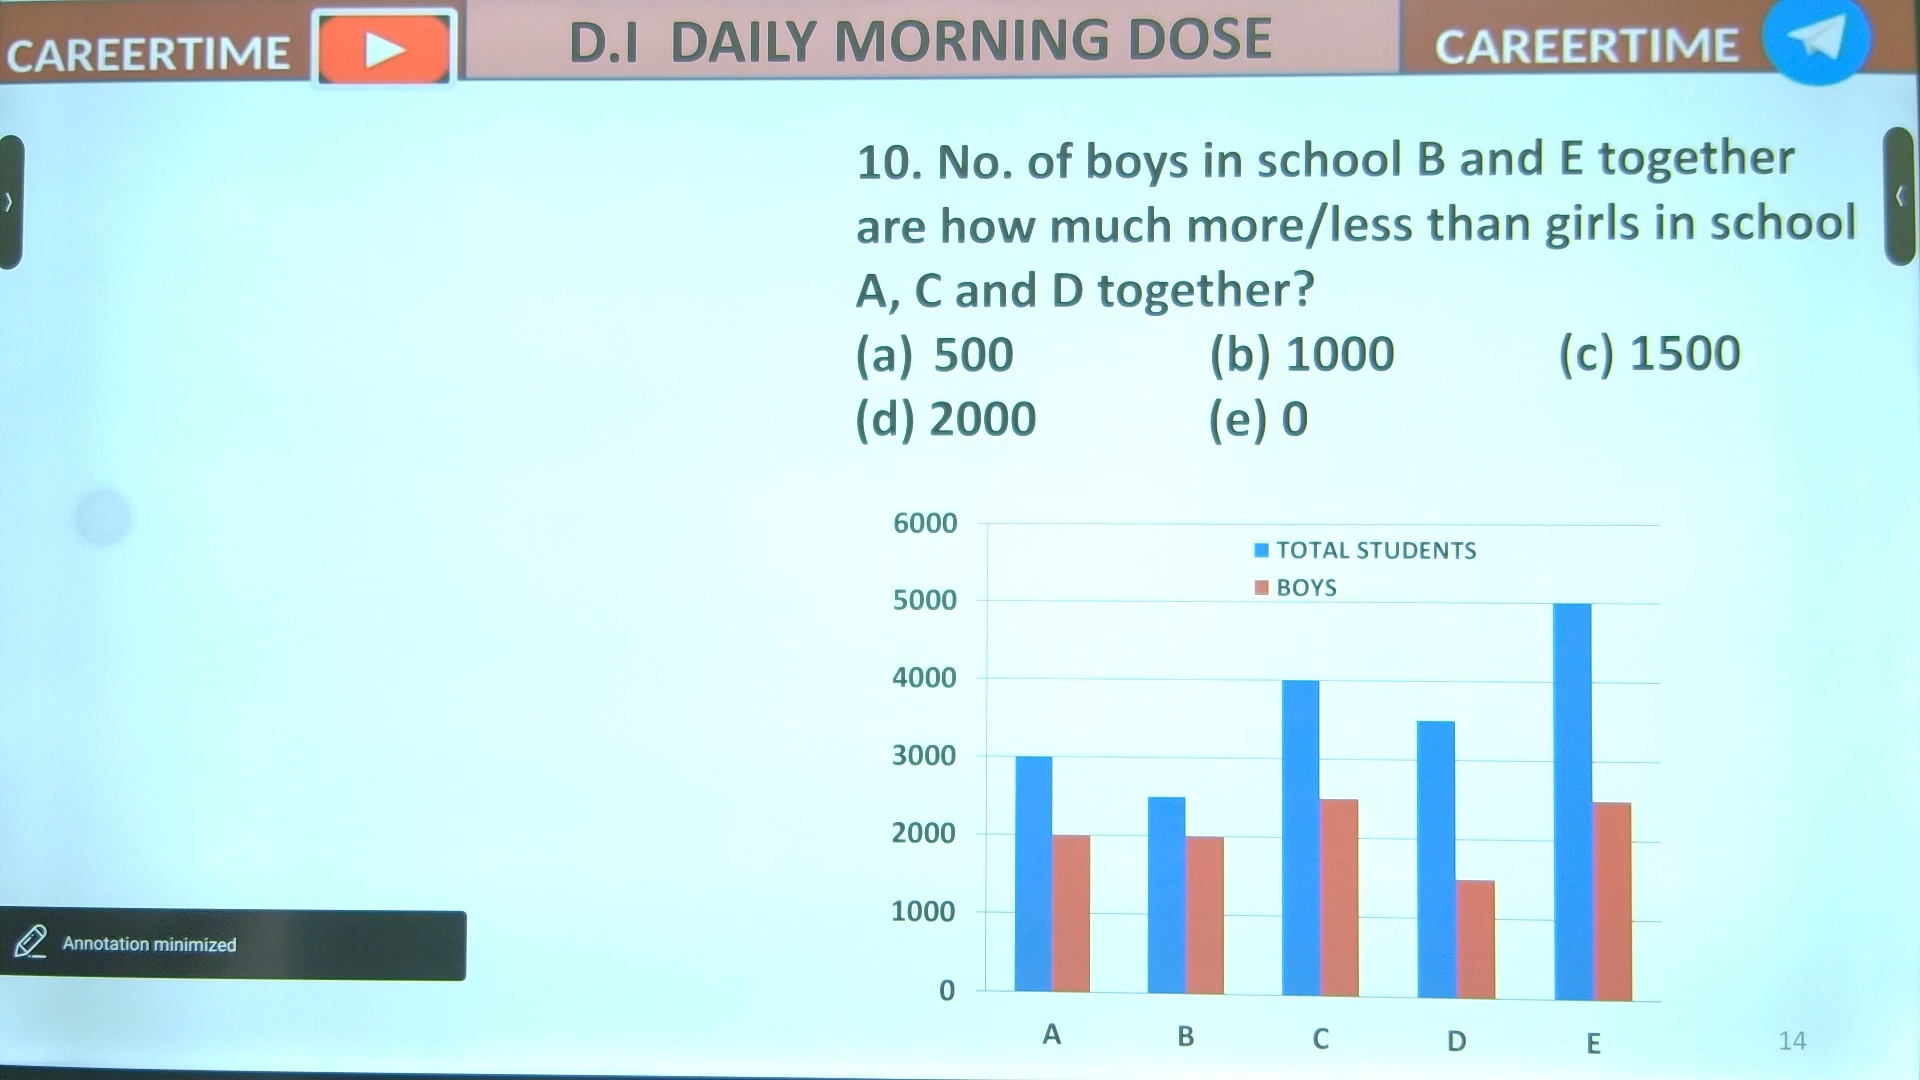 CAREERTIME
D.I DAILY MORNING DOSE
CAREERTIME
10. No. of boys in school B and E together
are how much more/less than girls in school
A, C and D together?
(a) 500 (b) 1000 (c) 1500
(d) 2000 (e) 0
6000
5000
4000
3000
2000
1000
0
TOTAL STUDENTS
BOYS
A B C D E
Annotation minimized
14